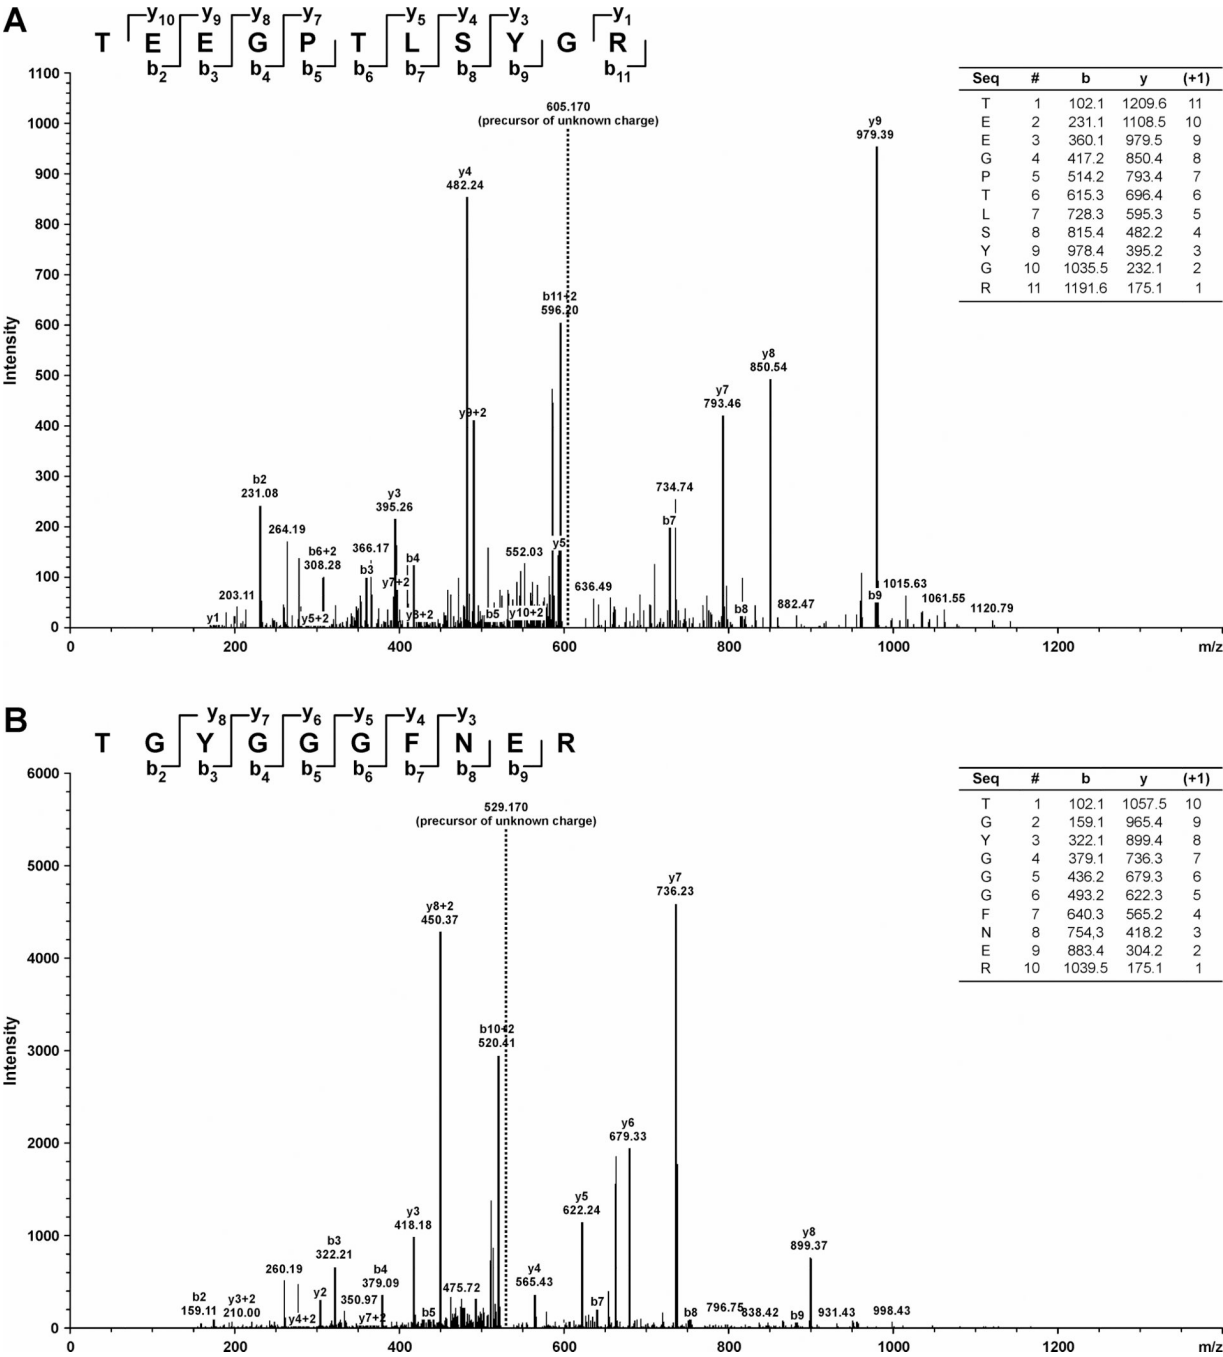 A
y10 y9 y8 y7 y5 y4 y3 y1
T E E G P T L S Y G R
b2 b3 b4 b5 b6 b7 b8 b9 b11
Intensity
1100
1000
900
800
700
600
500
400
300
200
100
0
0 200 400 600 800 1000 1200 m/z
605.170
(precursor of unknown charge)
y9
979.39
y4
482.24
b11+2
596.20
y8
850.54
y7
793.46
y9+2
b2
231.08
y3
395.26
734.74
b7
264.19
366.17
b6+2
308.28
b3
b4
552.03
y5
y7+2
203.11
636.49
y1
y5+2
y8+2
b5
y10+2
b8
882.47
b9
1015.63
1061.55
1120.79
Seq # b y (+1)
T 1 102.1 1209.6 11
E 2 231.1 1108.5 10
E 3 360.1 979.5 9
G 4 417.2 850.4 8
P 5 514.2 793.4 7
T 6 615.3 696.4 6
L 7 728.3 595.3 5
S 8 815.4 482.2 4
Y 9 978.4 395.2 3
G 10 1035.5 232.1 2
R 11 1191.6 175.1 1
B
y8 y7 y6 y5 y4 y3
T G Y G G G F N E R
b2 b3 b4 b5 b6 b7 b8 b9
Intensity
6000
5000
4000
3000
2000
1000
0
0 200 400 600 800 1000 1200 m/z
529.170
(precursor of unknown charge)
y7
736.23
y8+2
450.37
b10+2
520.41
y6
679.33
y5
622.24
y3
418.18
y8
899.37
b3
322.21
260.19
b4
379.09
y4
565.43
475.72
b2
159.11
y3+2
210.00
y2
350.97
y4+2
y7+2
b5
b7
b8
796.75
838.42
b9
931.43
998.43
Seq # b y (+1)
T 1 102.1 1057.5 10
G 2 159.1 965.4 9
Y 3 322.1 899.4 8
G 4 379.1 736.3 7
G 5 436.2 679.3 6
G 6 493.2 622.3 5
F 7 640.3 565.2 4
N 8 754,3 418.2 3
E 9 883.4 304.2 2
R 10 1039.5 175.1 1